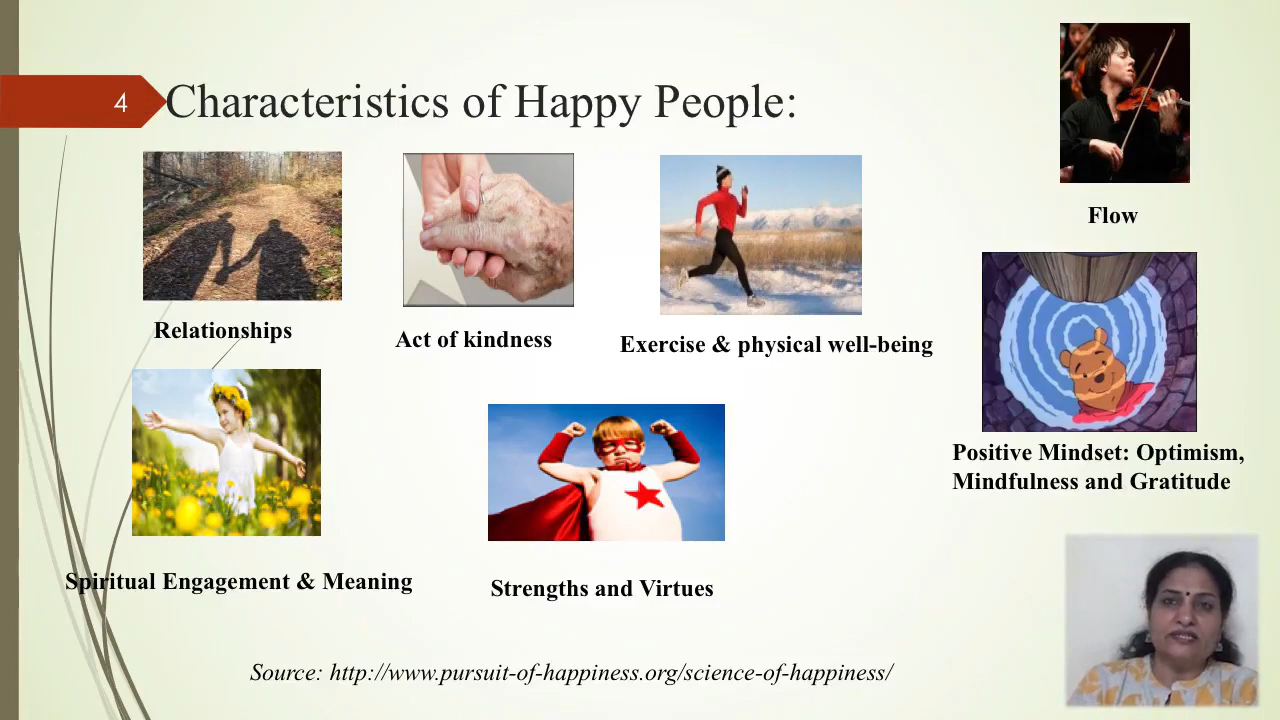 4
Characteristics of Happy People:
Flow
Relationships
Act of kindness
Exercise & physical well-being
Positive Mindset: Optimism,
Mindfulness and Gratitude
Spiritual Engagement & Meaning
Strengths and Virtues
Source: http://www.pursuit-of-happiness.org/science-of-happiness/